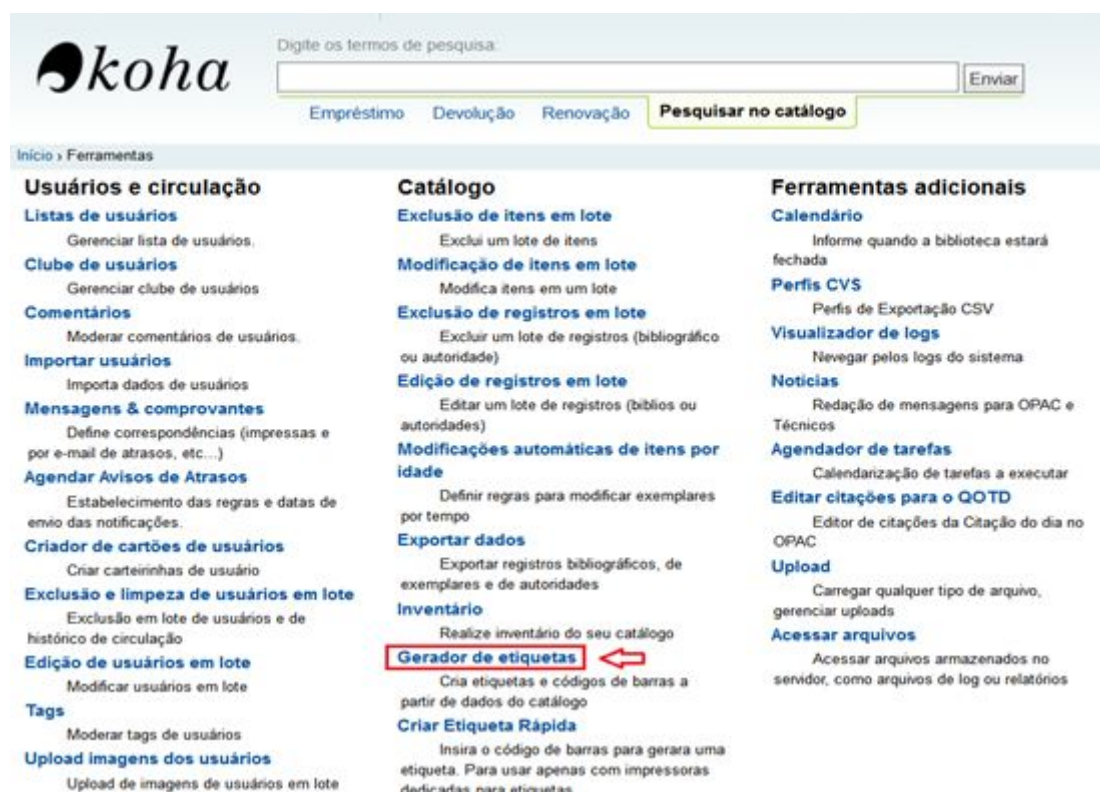 koha
Digite os termos de pesquisa:
Enviar
Empréstimo Devolução Renovação Pesquisar no catálogo
Início › Ferramentas
Usuários e circulação
Listas de usuários
Gerenciar lista de usuários.
Clube de usuários
Gerenciar clube de usuários
Comentários
Moderar comentários de usuários.
Importar usuários
Importa dados de usuários
Mensagens & comprovantes
Define correspondências (impressas e
por e-mail de atrasos, etc...)
Agendar Avisos de Atrasos
Estabelecimento das regras e datas de
envio das notificações.
Criador de cartões de usuários
Criar carteirinhas de usuário
Exclusão e limpeza de usuários em lote
Exclusão em lote de usuários e de
histórico de circulação
Edição de usuários em lote
Modificar usuários em lote
Tags
Moderar tags de usuários
Upload imagens dos usuários
Upload de imagens de usuários em lote
Catálogo
Exclusão de itens em lote
Exclui um lote de itens
Modificação de itens em lote
Modifica itens em um lote
Exclusão de registros em lote
Excluir um lote de registros (bibliográfico
ou autoridade)
Edição de registros em lote
Editar um lote de registros (biblios ou
autoridades)
Modificações automáticas de itens por
idade
Definir regras para modificar exemplares
por tempo
Exportar dados
Exportar registros bibliográficos, de
exemplares e de autoridades
Inventário
Realize inventário do seu catálogo
Gerador de etiquetas
Cria etiquetas e códigos de barras a
partir de dados do catálogo
Criar Etiqueta Rápida
Insira o código de barras para gerara uma
etiqueta. Para usar apenas com impressoras
dedicadas para etiquetas
Ferramentas adicionais
Calendário
Informe quando a biblioteca estará
fechada
Perfis CVS
Perfis de Exportação CSV
Visualizador de logs
Nevegar pelos logs do sistema
Notícias
Redação de mensagens para OPAC e
Técnicos
Agendador de tarefas
Calendarização de tarefas a executar
Editar citações para o QOTD
Editor de citações da Citação do dia no
OPAC
Upload
Carregar qualquer tipo de arquivo,
gerenciar uploads
Acessar arquivos
Acessar arquivos armazenados no
servidor, como arquivos de log ou relatórios